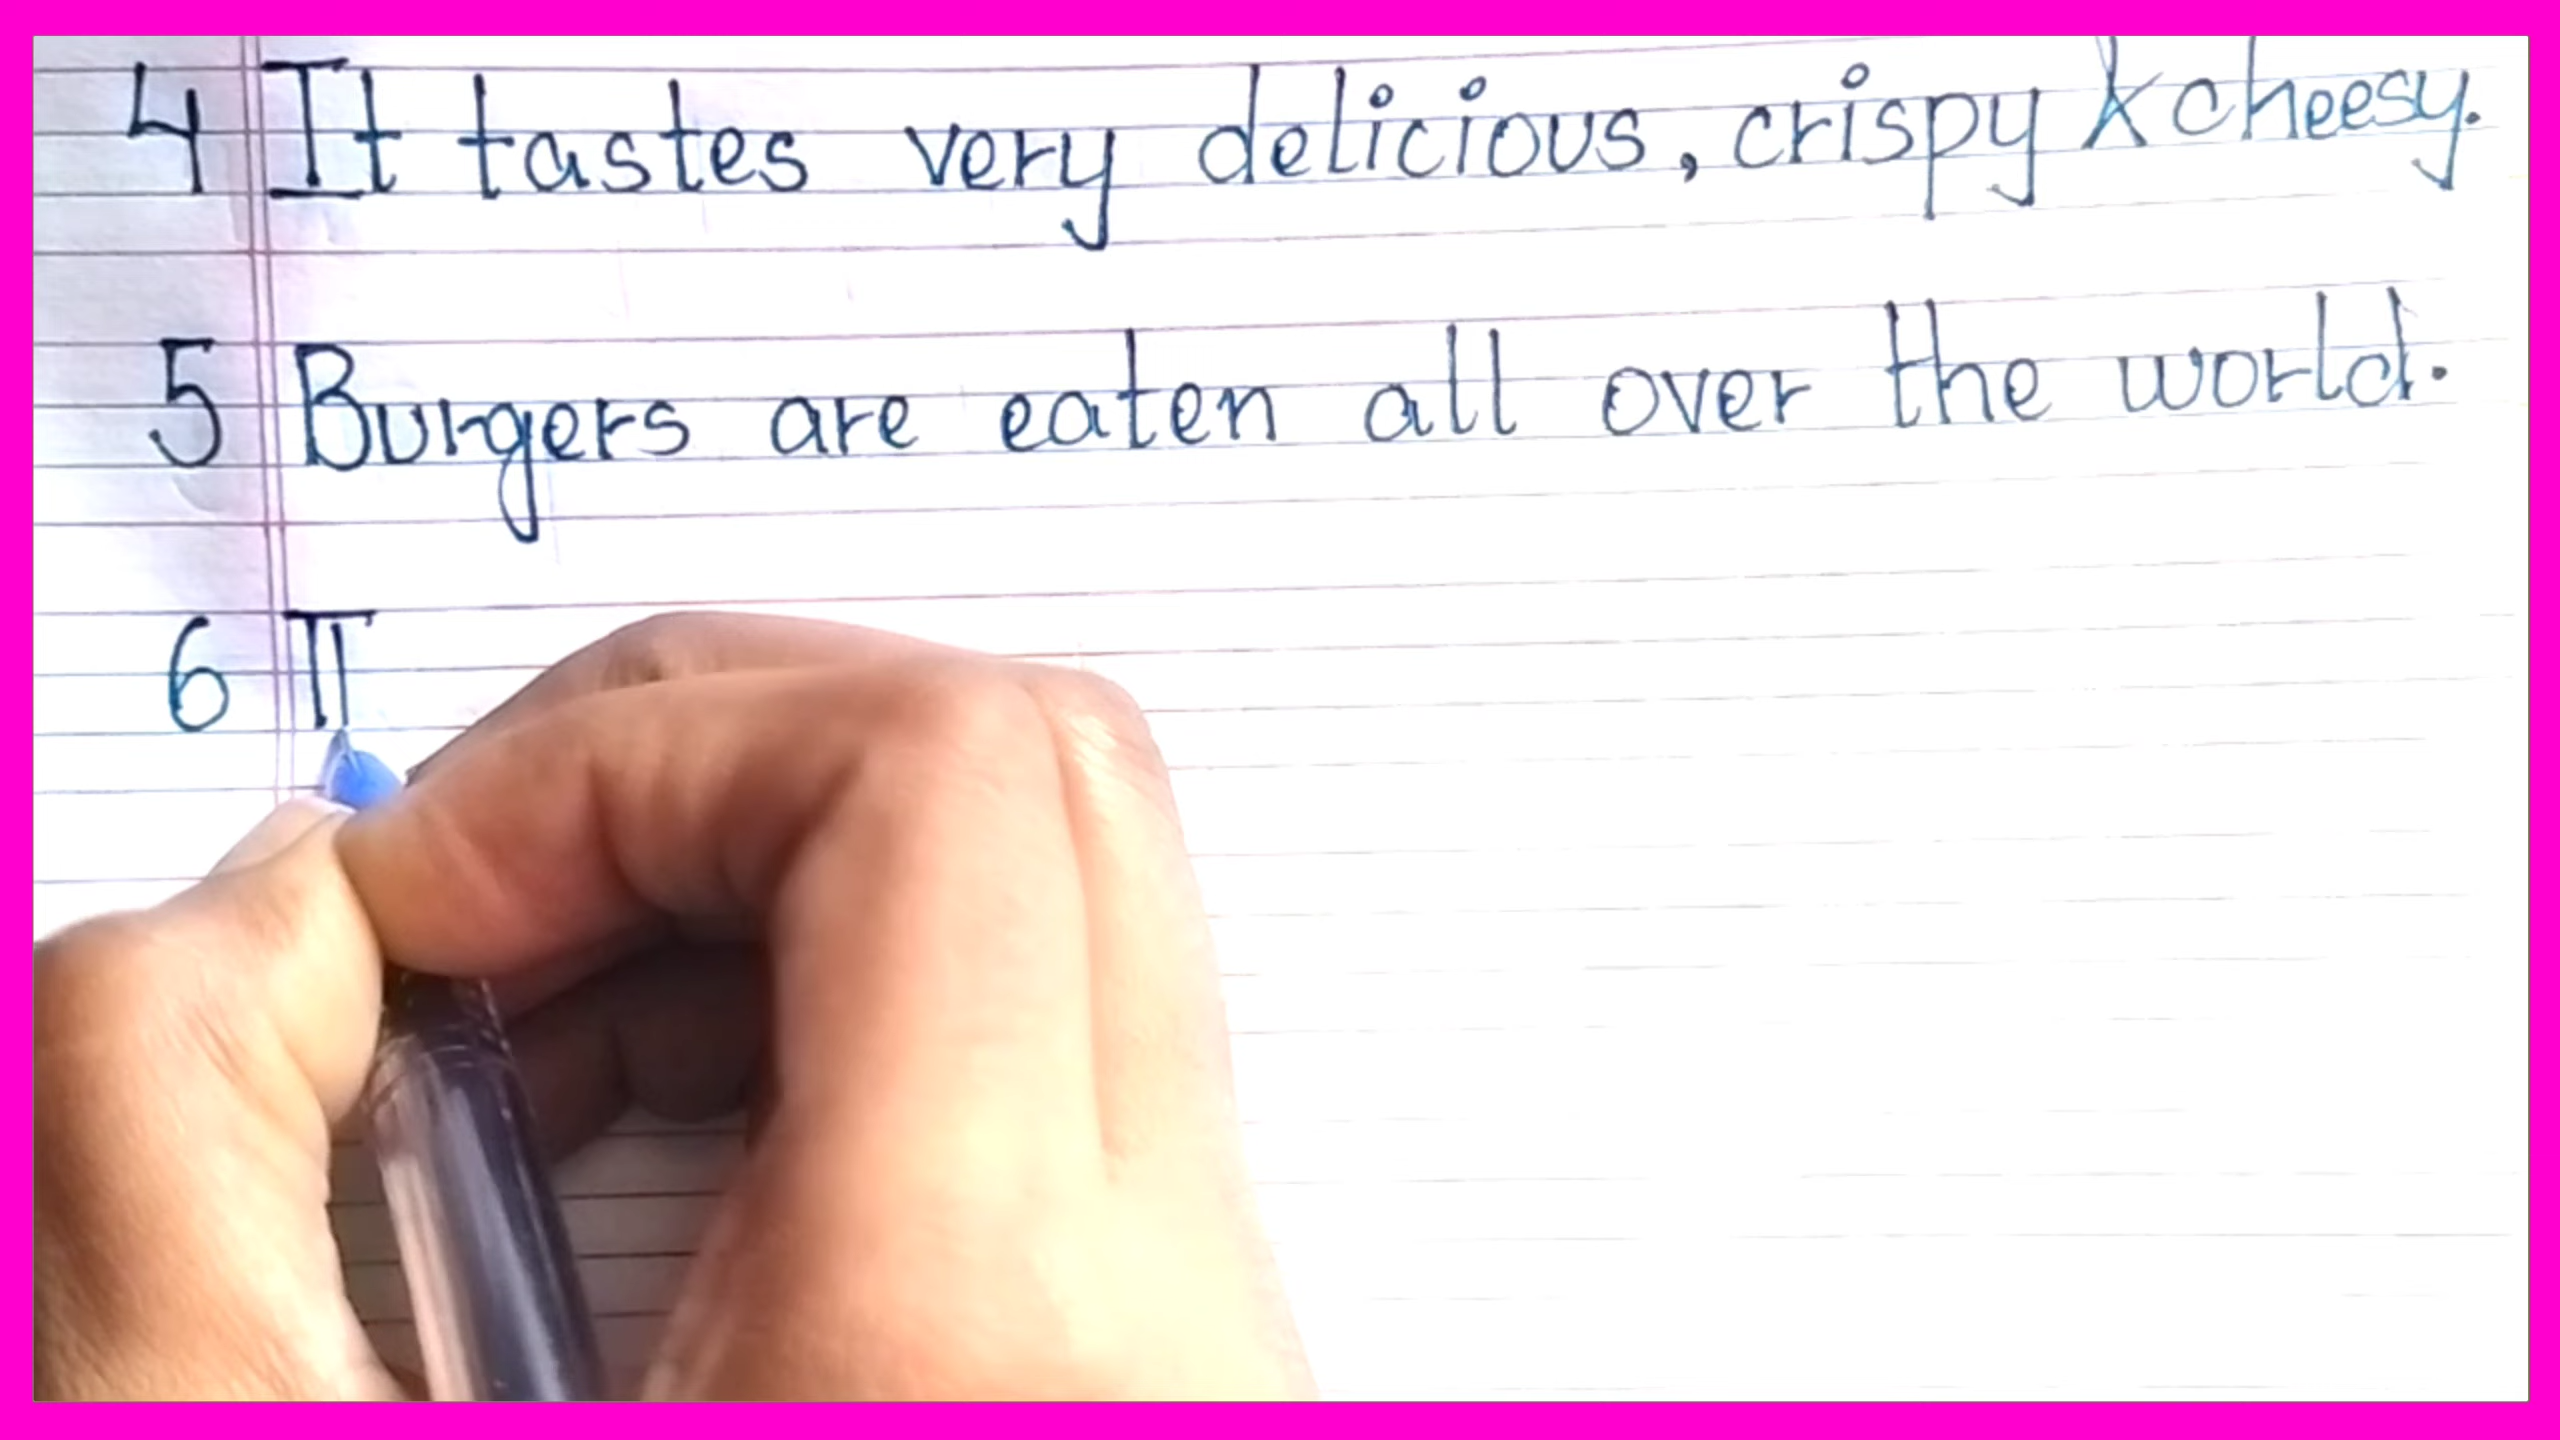 4 It tastes very delicious, crispy & cheesy.
5 Burgers are eaten all over the world.
6 T